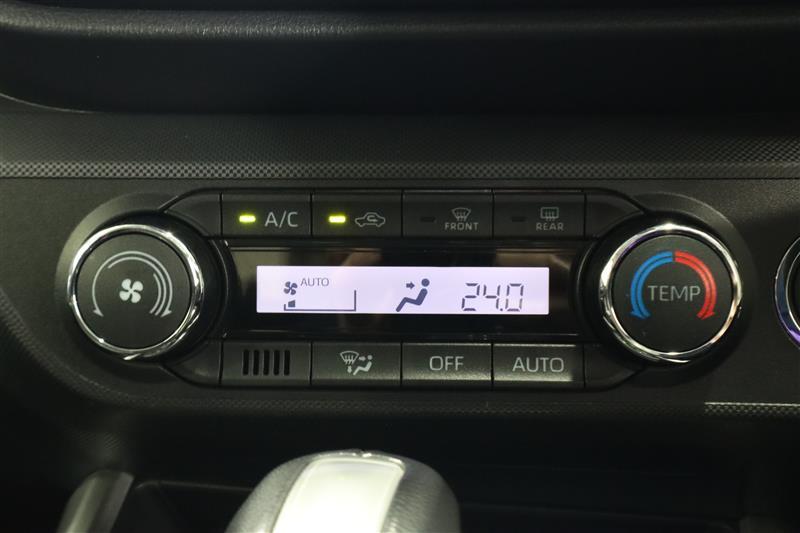 A/C
FRONT
REAR
AUTO
24.0
TEMP
OFF
AUTO